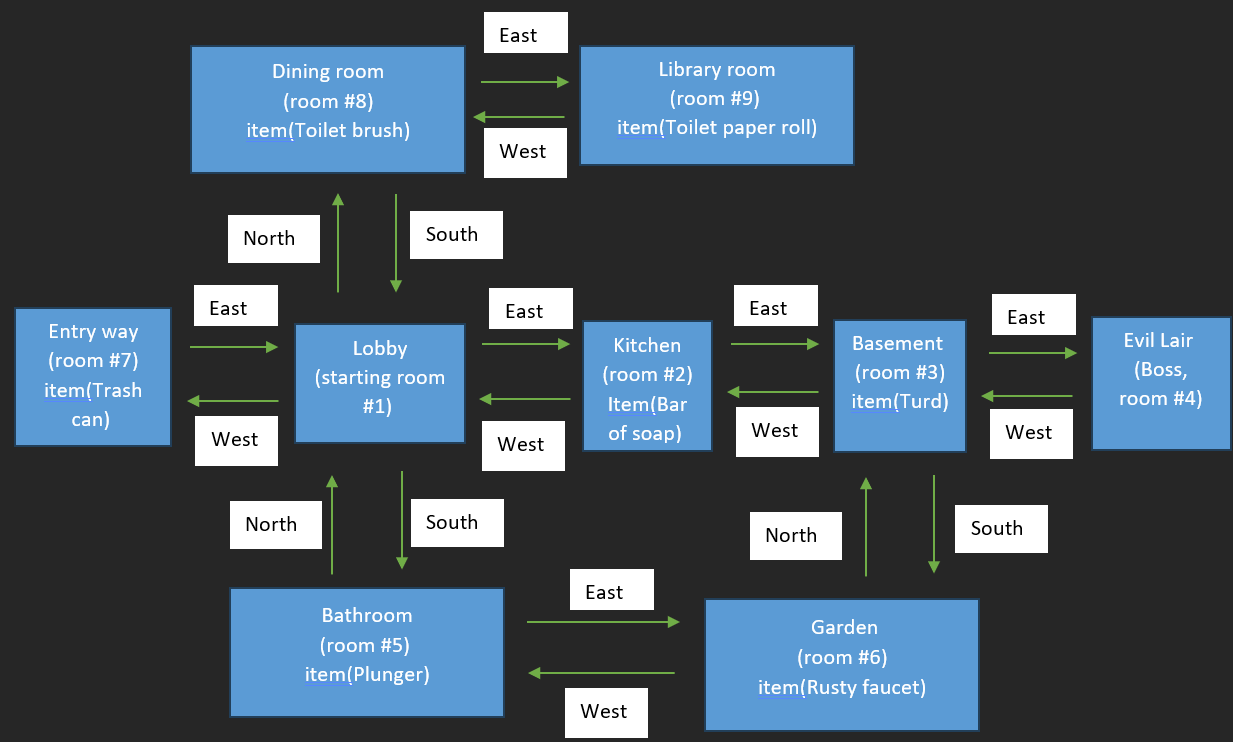 East
Dining room
(room #8)
item(Toilet brush)
Library room
(room #9)
item(Toilet paper roll)
West
North
South
East
East
East
East
Entry way
(room #7)
item(Trash
can)
Lobby
(starting room
#1)
Kitchen
(room #2)
Item(Bar
of soap)
Basement
(room #3)
item(Turd)
Evil Lair
(Boss,
room #4)
West
West
West
West
North
South
North
South
East
Bathroom
(room #5)
item(Plunger)
Garden
(room #6)
item(Rusty faucet)
West